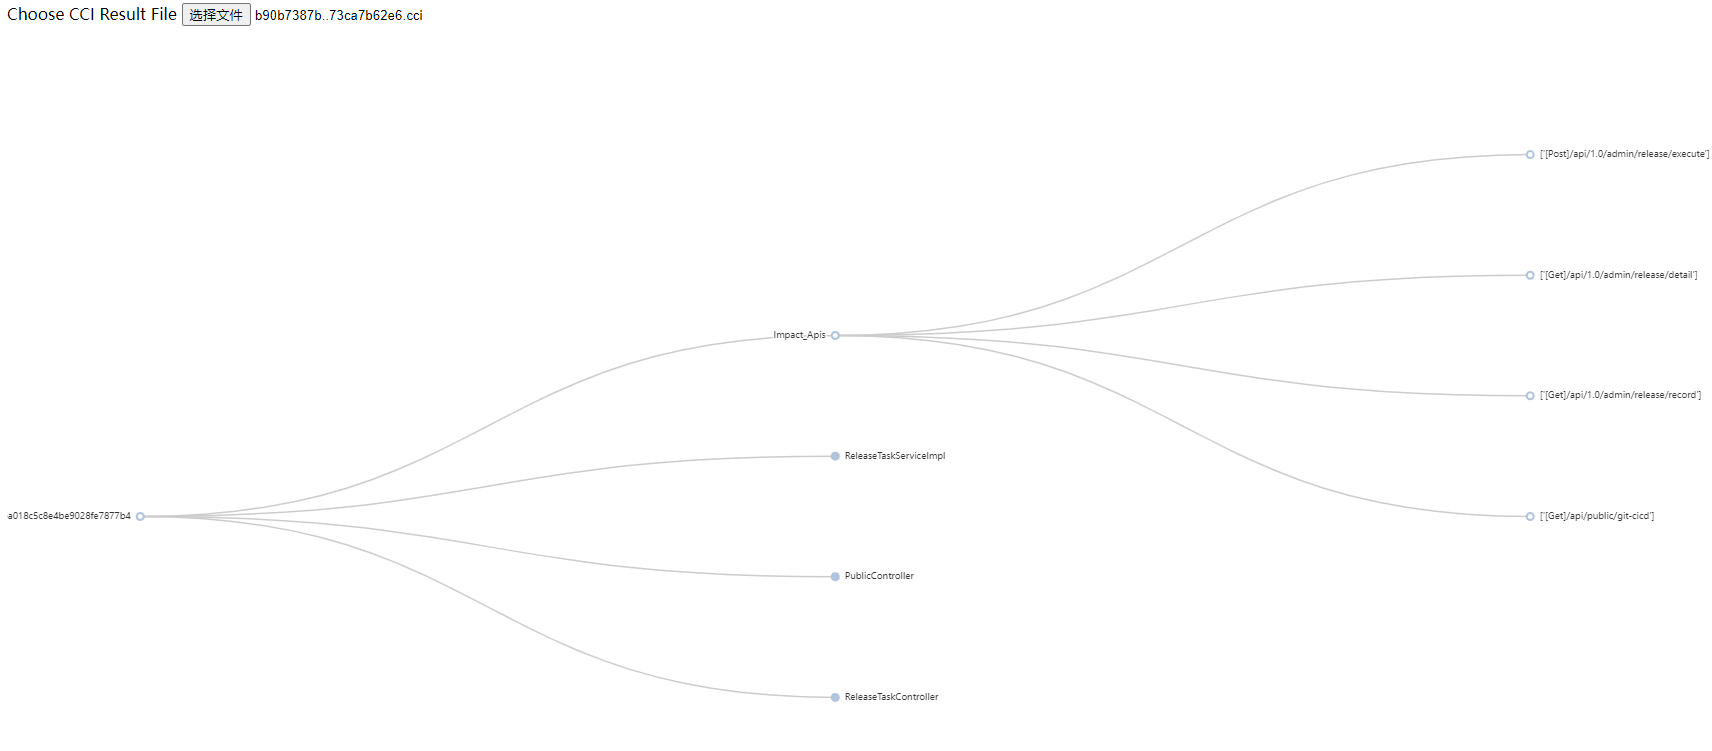 Choose CCI Result File 选择文件 b90b7387b..73ca7b62e6.cci
['[Post]/api/1.0/admin/release/execute']
['[Get]/api/1.0/admin/release/detail']
Impact_Apis
['[Get]/api/1.0/admin/release/record']
ReleaseTaskServiceImpl
a018c5c8e4be9028fe7877b4
['[Get]/api/public/git-cicd']
PublicController
ReleaseTaskController